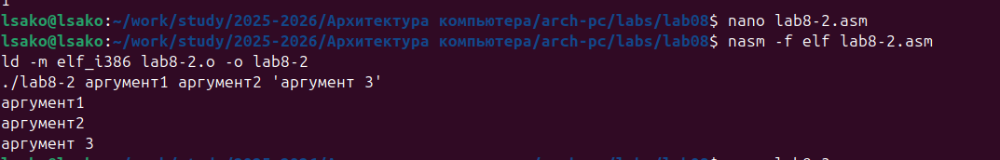 lsako@lsako:~/work/study/2025-2026/Архитектура компьютера/arch-pc/labs/lab08$ nano lab8-2.asm
lsako@lsako:~/work/study/2025-2026/Архитектура компьютера/arch-pc/labs/lab08$ nasm -f elf lab8-2.asm
ld -m elf_i386 lab8-2.o -o lab8-2
./lab8-2 аргумент1 аргумент2 'аргумент 3'
аргумент1
аргумент2
аргумент 3